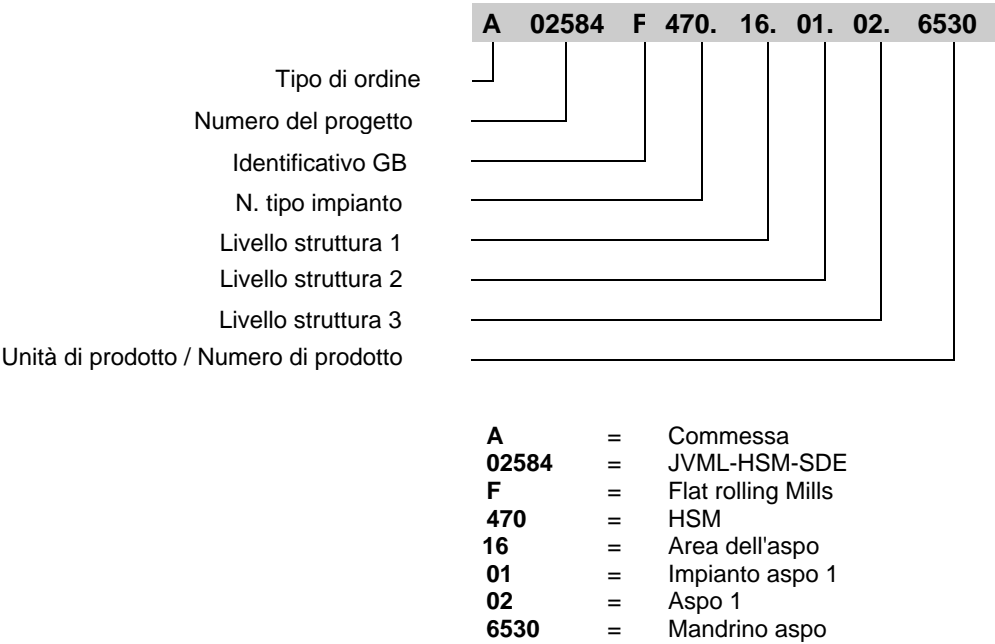 A 02584 F 470. 16. 01. 02. 6530
Tipo di ordine
Numero del progetto
Identificativo GB
N. tipo impianto
Livello struttura 1
Livello struttura 2
Livello struttura 3
Unità di prodotto / Numero di prodotto
A = Commessa
02584 = JVML-HSM-SDE
F = Flat rolling Mills
470 = HSM
16 = Area dell'aspo
01 = Impianto aspo 1
02 = Aspo 1
6530 = Mandrino aspo